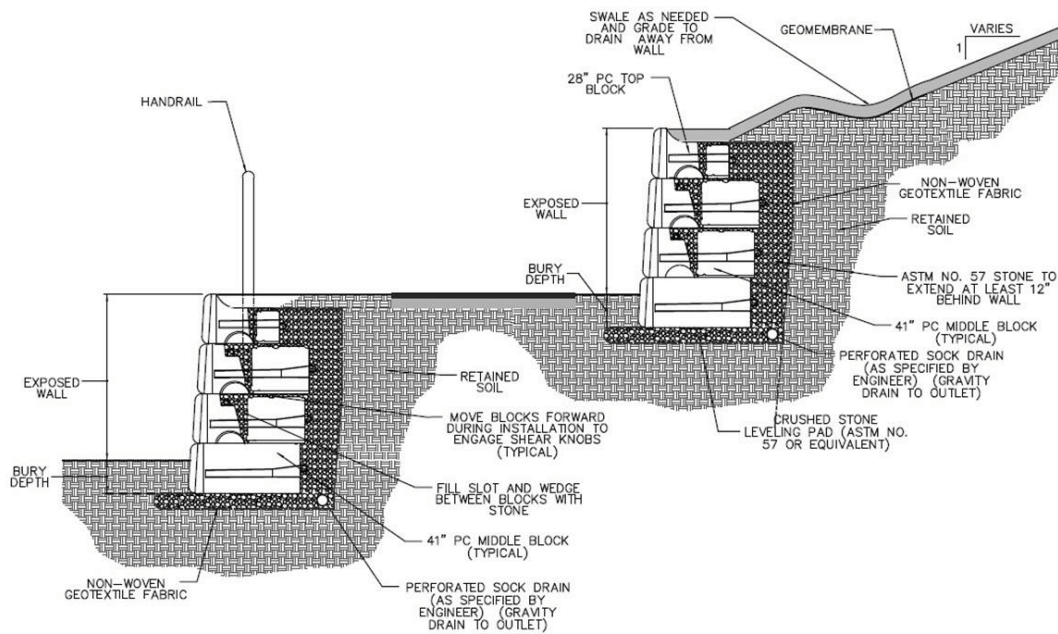 SWALE AS NEEDED
AND GRADE TO
DRAIN AWAY FROM
WALL
GEOMEMBRANE
VARIES
1
28" PC TOP
BLOCK
HANDRAIL
EXPOSED
WALL
NON-WOVEN
GEOTEXTILE FABRIC
RETAINED
SOIL
BURY
DEPTH
ASTM NO. 57 STONE TO
EXTEND AT LEAST 12"
BEHIND WALL
41" PC MIDDLE BLOCK
(TYPICAL)
PERFORATED SOCK DRAIN
(AS SPECIFIED BY
ENGINEER) (GRAVITY
DRAIN TO OUTLET)
CRUSHED STONE
LEVELING PAD (ASTM NO.
57 OR EQUIVALENT)
EXPOSED
WALL
RETAINED
SOIL
MOVE BLOCKS FORWARD
DURING INSTALLATION TO
ENGAGE SHEAR KNOBS
(TYPICAL)
BURY
DEPTH
FILL SLOT AND WEDGE
BETWEEN BLOCKS WITH
STONE
41" PC MIDDLE BLOCK
(TYPICAL)
NON-WOVEN
GEOTEXTILE FABRIC
PERFORATED SOCK DRAIN
(AS SPECIFIED BY
ENGINEER) (GRAVITY
DRAIN TO OUTLET)